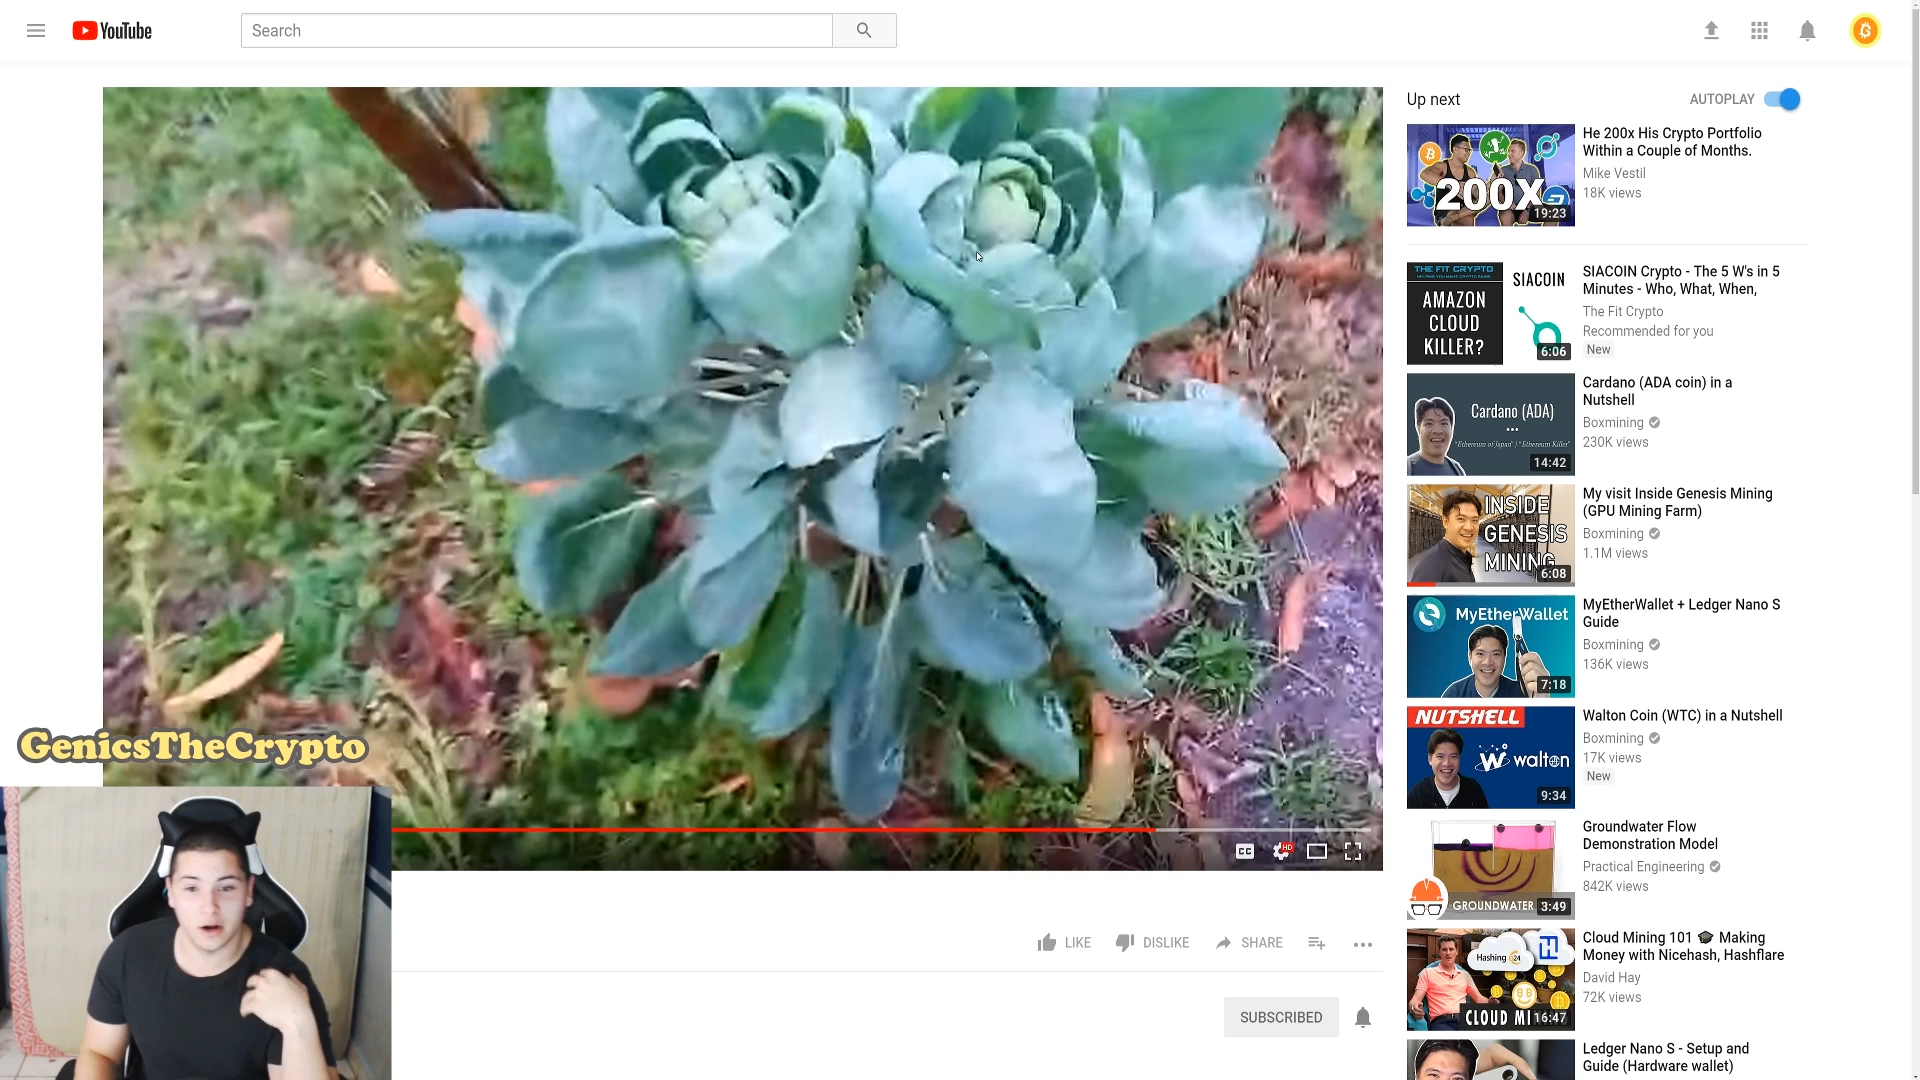 YouTube
Search
Up next
AUTOPLAY
200X
19:23
He 200x His Crypto Portfolio
Within a Couple of Months.
Mike Vestil
18K views
THE FIT CRYPTO
SIACOIN
AMAZON
CLOUD
KILLER?
6:06
SIACOIN Crypto - The 5 W's in 5
Minutes - Who, What, When,
The Fit Crypto
Recommended for you
New
Cardano (ADA)
"Ethereum of Japan" / "Ethereum Killer"
14:42
Cardano (ADA coin) in a
Nutshell
Boxmining
230K views
INSIDE
GENESIS
MINING
6:08
My visit Inside Genesis Mining
(GPU Mining Farm)
Boxmining
1.1M views
MyEtherWallet
7:18
MyEtherWallet + Ledger Nano S
Guide
Boxmining
136K views
NUTSHELL
walton
9:34
Walton Coin (WTC) in a Nutshell
Boxmining
17K views
New
GROUNDWATER
3:49
Groundwater Flow
Demonstration Model
Practical Engineering
842K views
Hashing 24
CLOUD MI
16:47
Cloud Mining 101 🎓 Making
Money with Nicehash, Hashflare
David Hay
72K views
Ledger Nano S - Setup and
Guide (Hardware wallet)
GenicsTheCrypto
CC
HD
LIKE
DISLIKE
SHARE
SUBSCRIBED